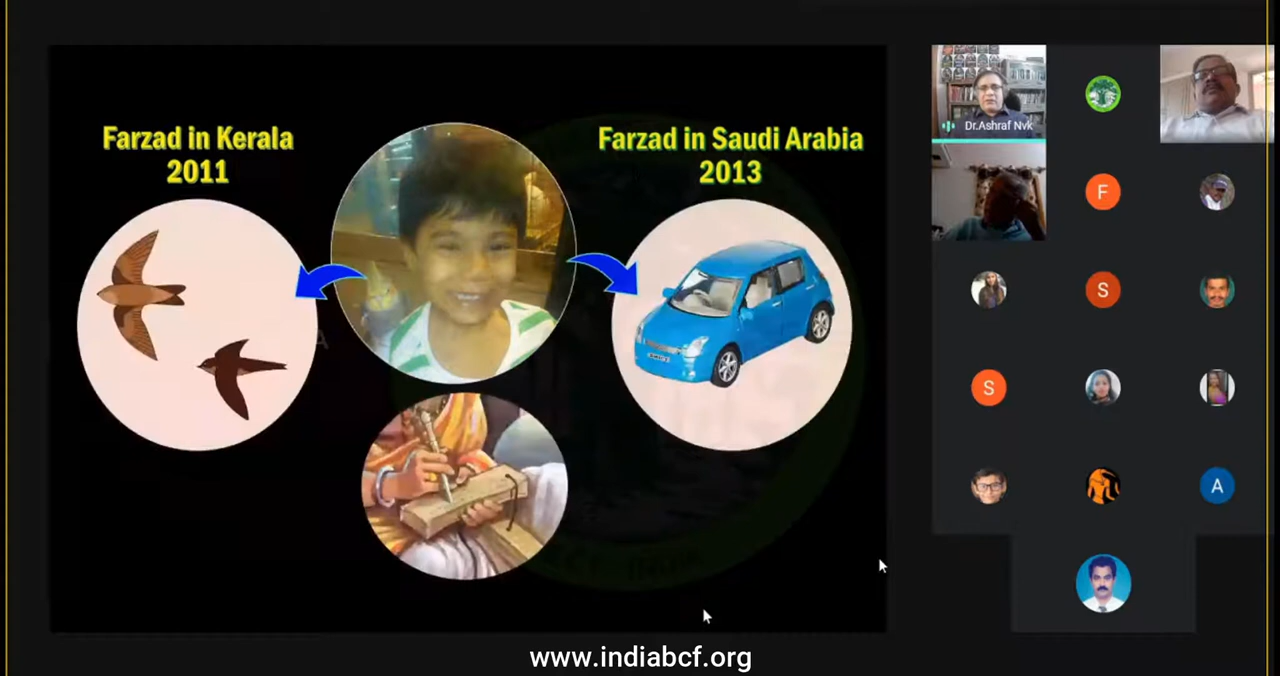 Farzad in Kerala
2011
Farzad in Saudi Arabia
2013
Dr.Ashraf Nvk
F
S
S
A
www.indiabcf.org